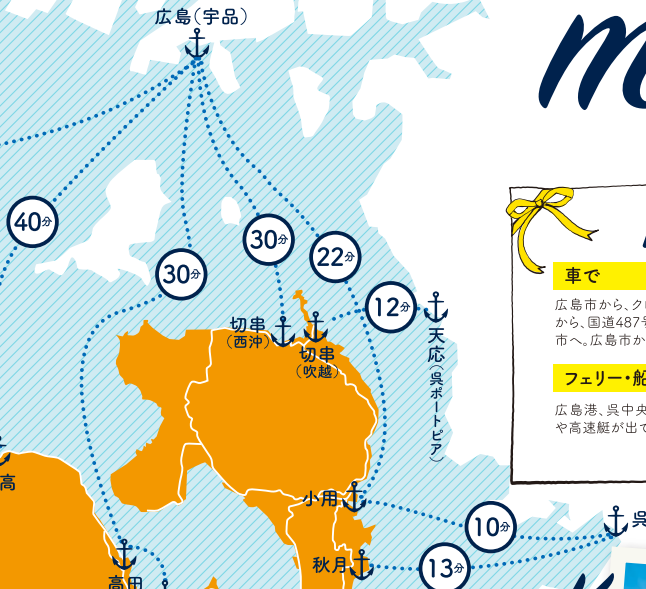 広島(宇品)
40分
30分
30分
22分
12分
切串
(西沖)
切串
(吹越)
天応(呉ポートピア)
車で
広島市から、
から、国道487号
市へ。広島市か
フェリー・船
広島港、呉中央
や高速艇が出て
高
小用
10分
呉
秋月
13分
高田